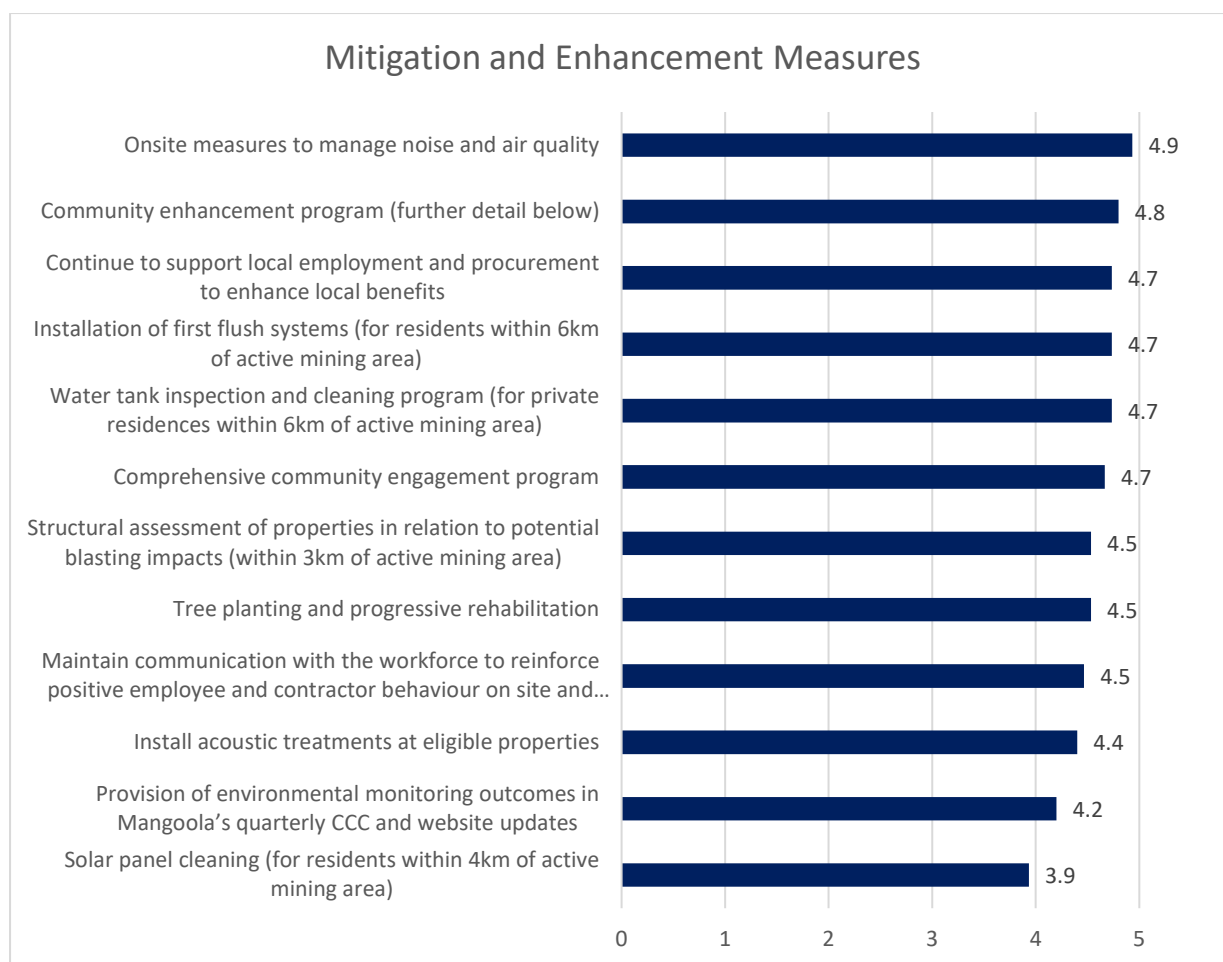 Mitigation and Enhancement Measures
Onsite measures to manage noise and air quality
4.9
Community enhancement program (further detail below)
4.8
Continue to support local employment and procurement
to enhance local benefits
4.7
Installation of first flush systems (for residents within 6km
of active mining area)
4.7
Water tank inspection and cleaning program (for private
residences within 6km of active mining area)
4.7
Comprehensive community engagement program
4.7
Structural assessment of properties in relation to potential
blasting impacts (within 3km of active mining area)
4.5
Tree planting and progressive rehabilitation
4.5
Maintain communication with the workforce to reinforce
positive employee and contractor behaviour on site and...
4.5
Install acoustic treatments at eligible properties
4.4
Provision of environmental monitoring outcomes in
Mangoola’s quarterly CCC and website updates
4.2
Solar panel cleaning (for residents within 4km of active
mining area)
3.9
0 1 2 3 4 5